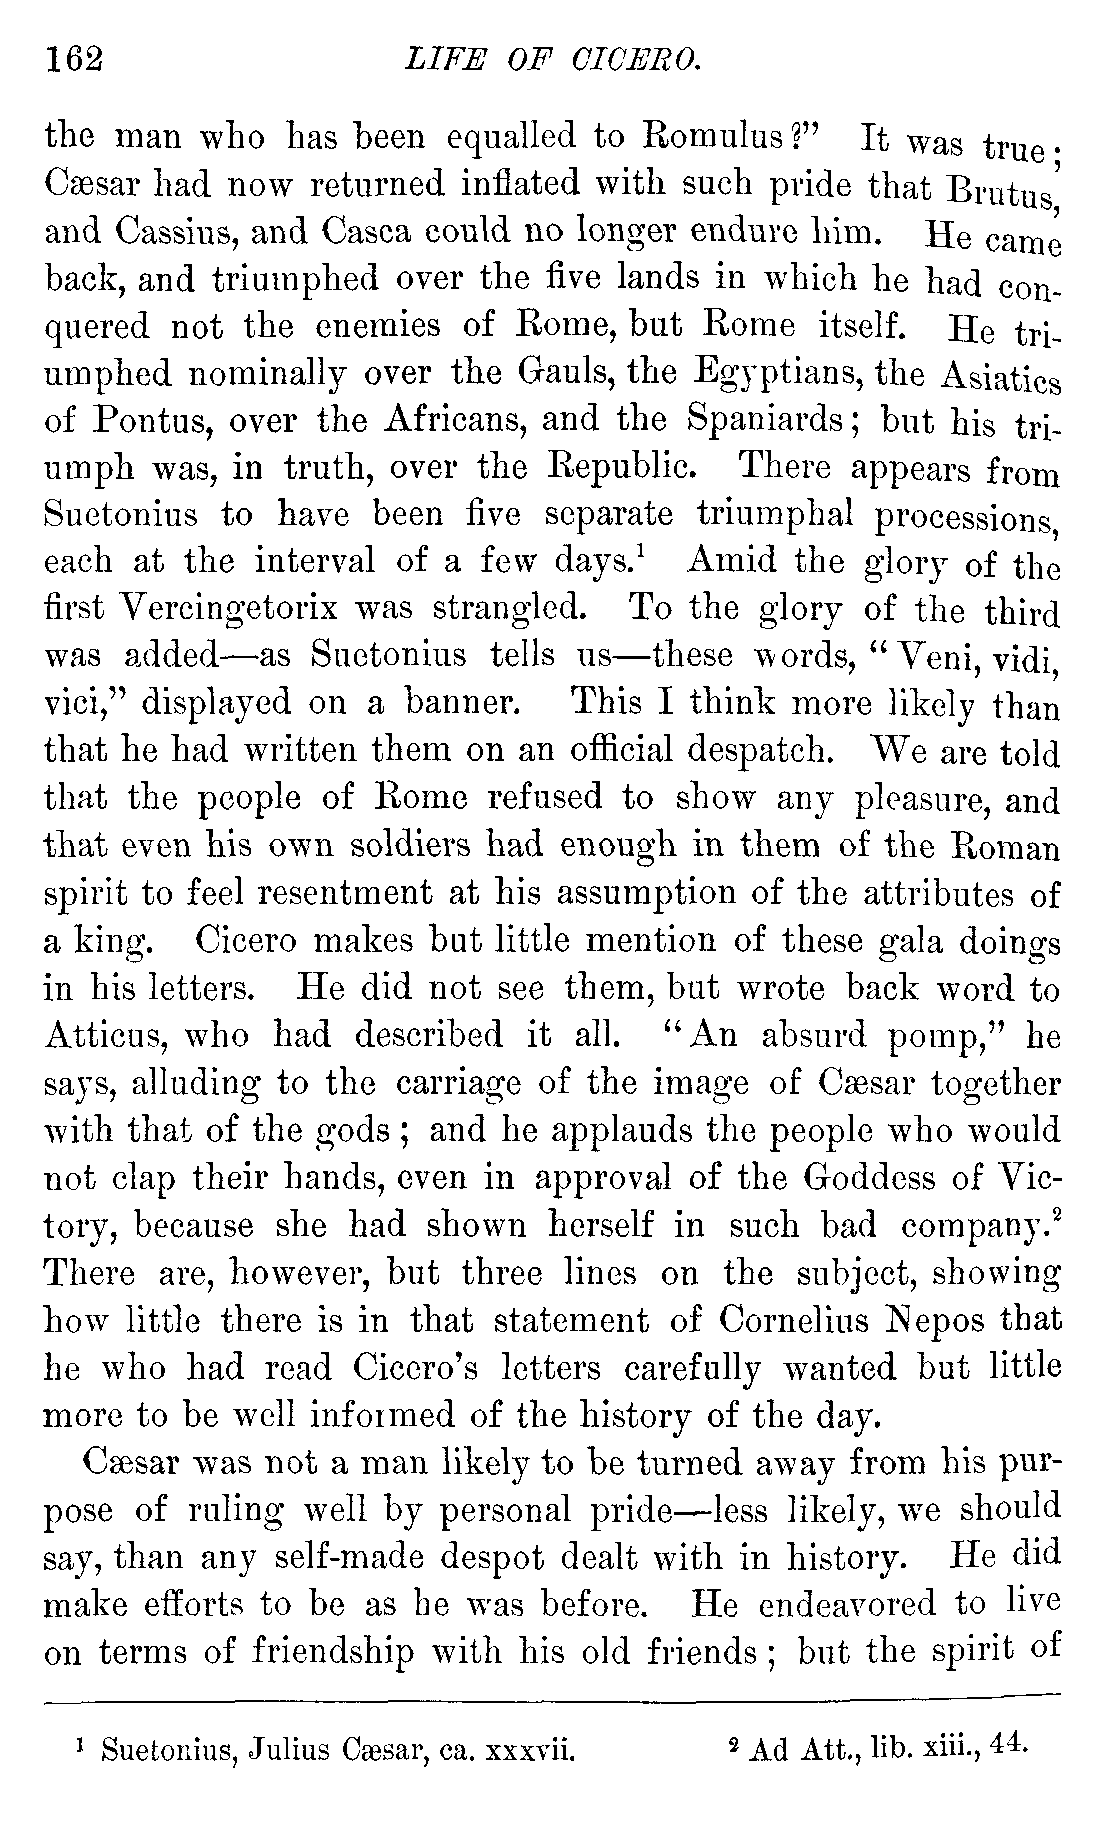 162 LIFE OF CICERO.
the man who has been equalled to Romulus?” It was true;
Cæsar had now returned inflated with such pride that Brutus,
and Cassius, and Casca could no longer endure him. He came
back, and triumphed over the five lands in which he had con-
quered not the enemies of Rome, but Rome itself. He tri-
umphed nominally over the Gauls, the Egyptians, the Asiatics
of Pontus, over the Africans, and the Spaniards; but his tri-
umph was, in truth, over the Republic. There appears from
Suetonius to have been five separate triumphal processions,
each at the interval of a few days.¹ Amid the glory of the
first Vercingetorix was strangled. To the glory of the third
was added—as Suetonius tells us—these words, “Veni, vidi,
vici,” displayed on a banner. This I think more likely than
that he had written them on an official despatch. We are told
that the people of Rome refused to show any pleasure, and
that even his own soldiers had enough in them of the Roman
spirit to feel resentment at his assumption of the attributes of
a king. Cicero makes but little mention of these gala doings
in his letters. He did not see them, but wrote back word to
Atticus, who had described it all. “An absurd pomp,” he
says, alluding to the carriage of the image of Cæsar together
with that of the gods; and he applauds the people who would
not clap their hands, even in approval of the Goddess of Vic-
tory, because she had shown herself in such bad company.²
There are, however, but three lines on the subject, showing
how little there is in that statement of Cornelius Nepos that
he who had read Cicero’s letters carefully wanted but little
more to be well informed of the history of the day.
Cæsar was not a man likely to be turned away from his pur-
pose of ruling well by personal pride—less likely, we should
say, than any self-made despot dealt with in history. He did
make efforts to be as he was before. He endeavored to live
on terms of friendship with his old friends; but the spirit of
¹ Suetonius, Julius Cæsar, ca. xxxvii. ² Ad Att., lib. xiii., 44.